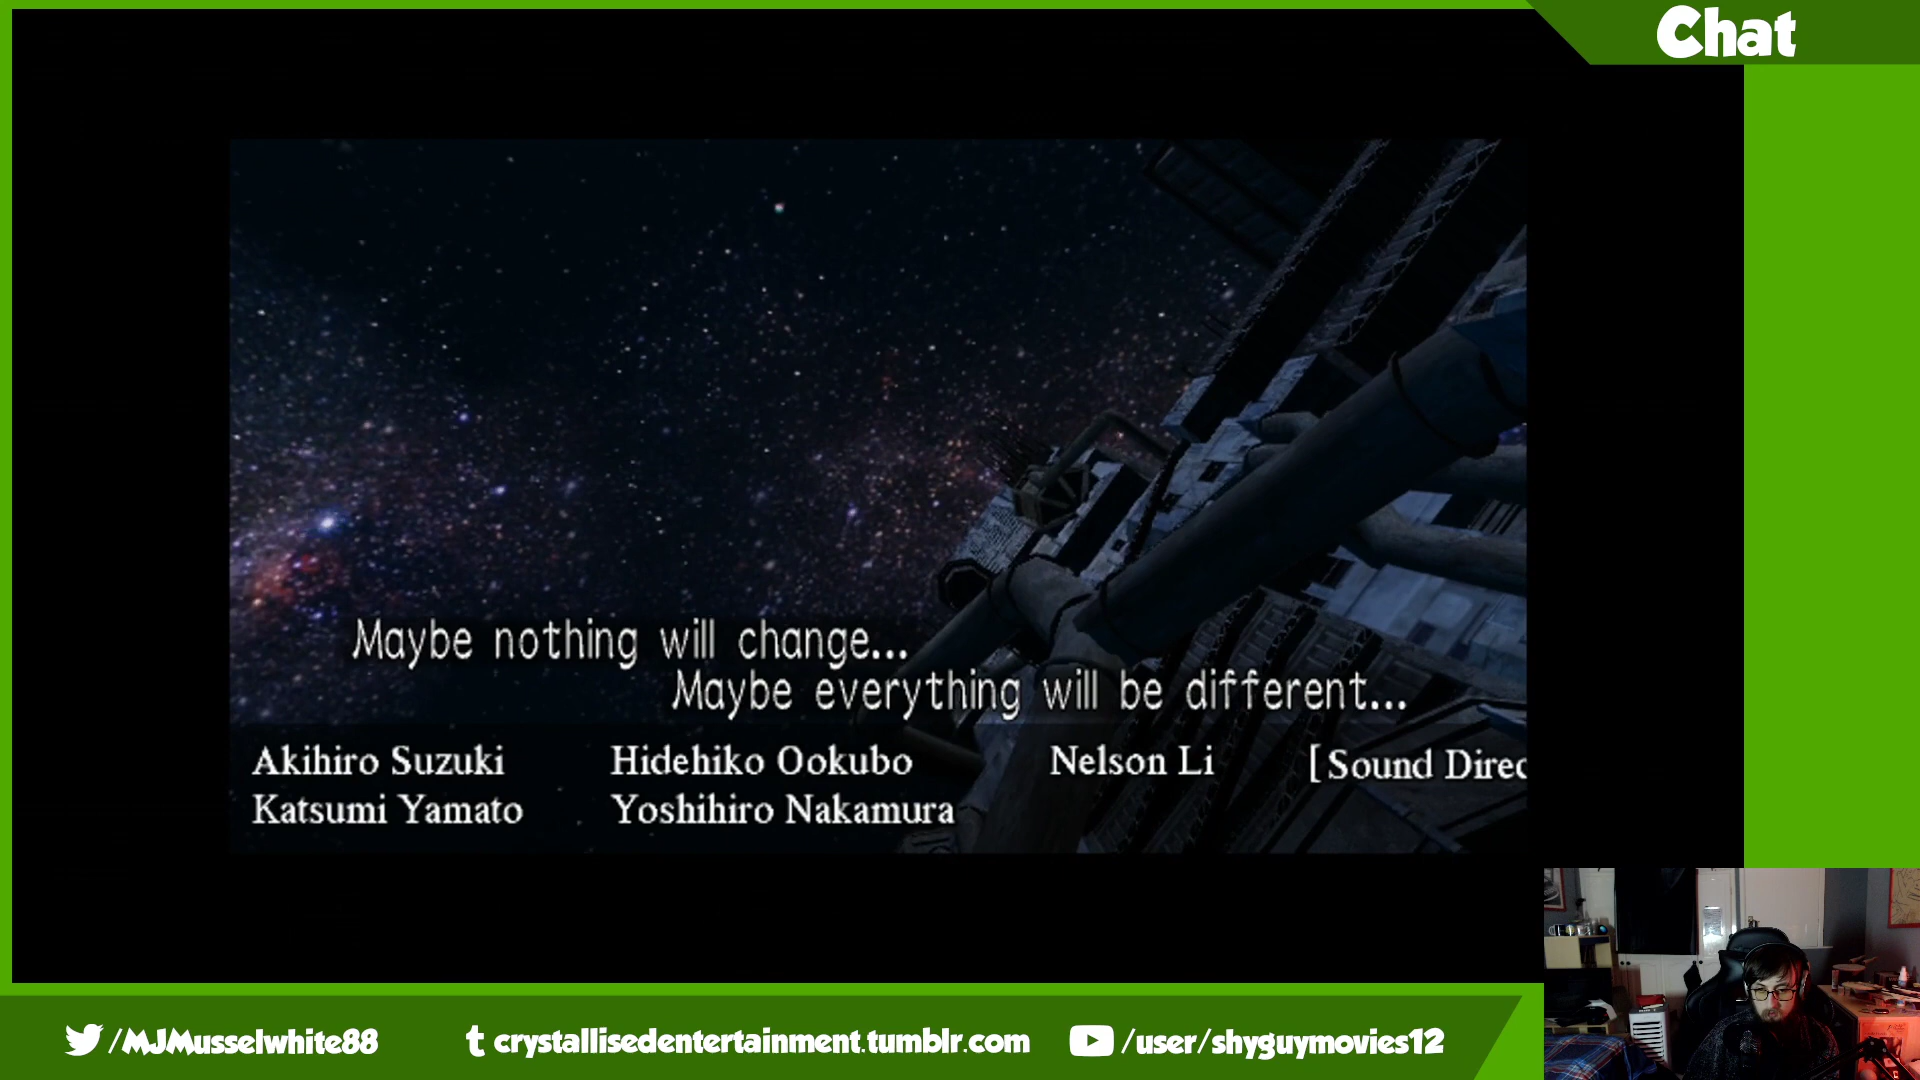 Chat
Maybe nothing will change...
Maybe everything will be different...
Akihiro Suzuki Hidehiko Ookubo Nelson Li [Sound Direc
Katsumi Yamato Yoshihiro Nakamura
/MJMusselwhite88 crystallisedentertainment.tumblr.com /user/shyguymovies12